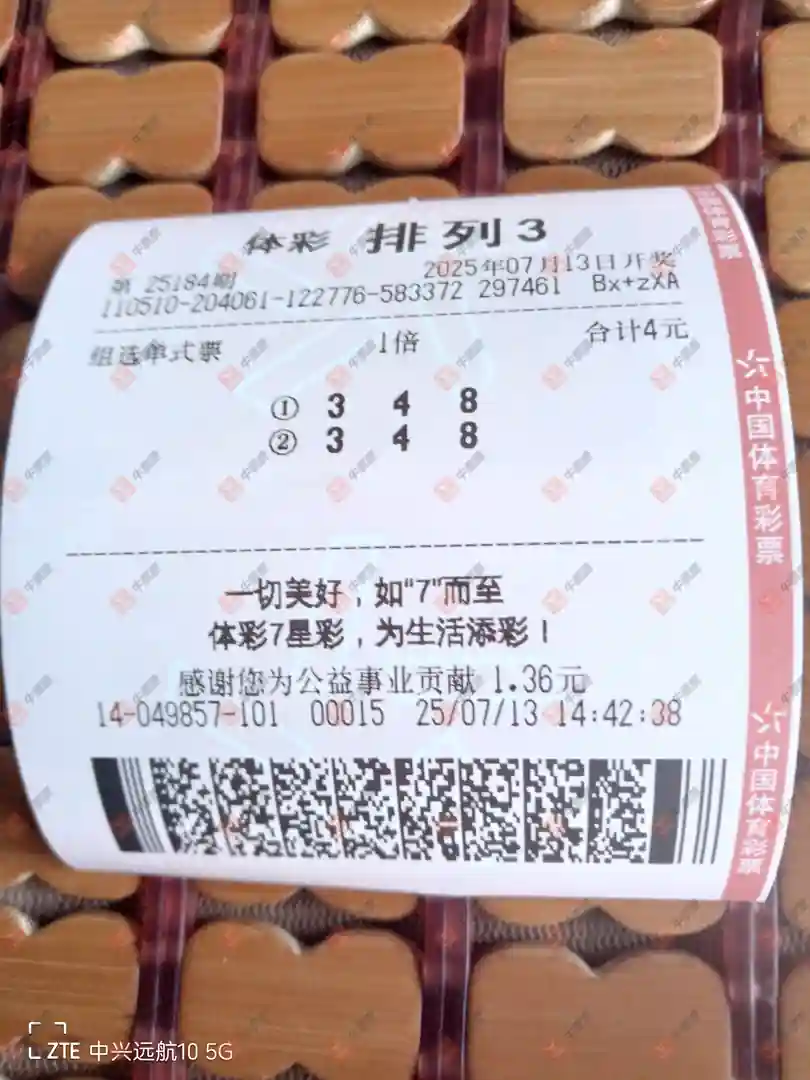 体彩 排列3
第 25184期 2025年07月13日开奖
110510-204061-122776-583372 297461 Bx+zXA
组选单式票 1倍 合计4元
① 3 4 8
② 3 4 8
一切美好，如"7"而至
体彩7星彩，为生活添彩！
感谢您为公益事业贡献 1.36元
14-049857-101 00015 25/07/13 14:42:38
中国体育彩票
中国体育彩票
ZTE 中兴远航10 5G